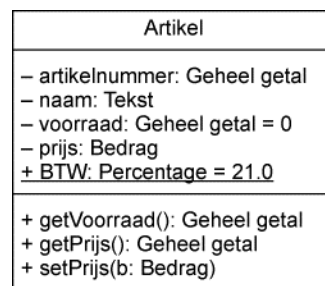 Artikel
– artikelnummer: Geheel getal
– naam: Tekst
– voorraad: Geheel getal = 0
– prijs: Bedrag
+ BTW: Percentage = 21.0
+ getVoorraad(): Geheel getal
+ getPrijs(): Geheel getal
+ setPrijs(b: Bedrag)